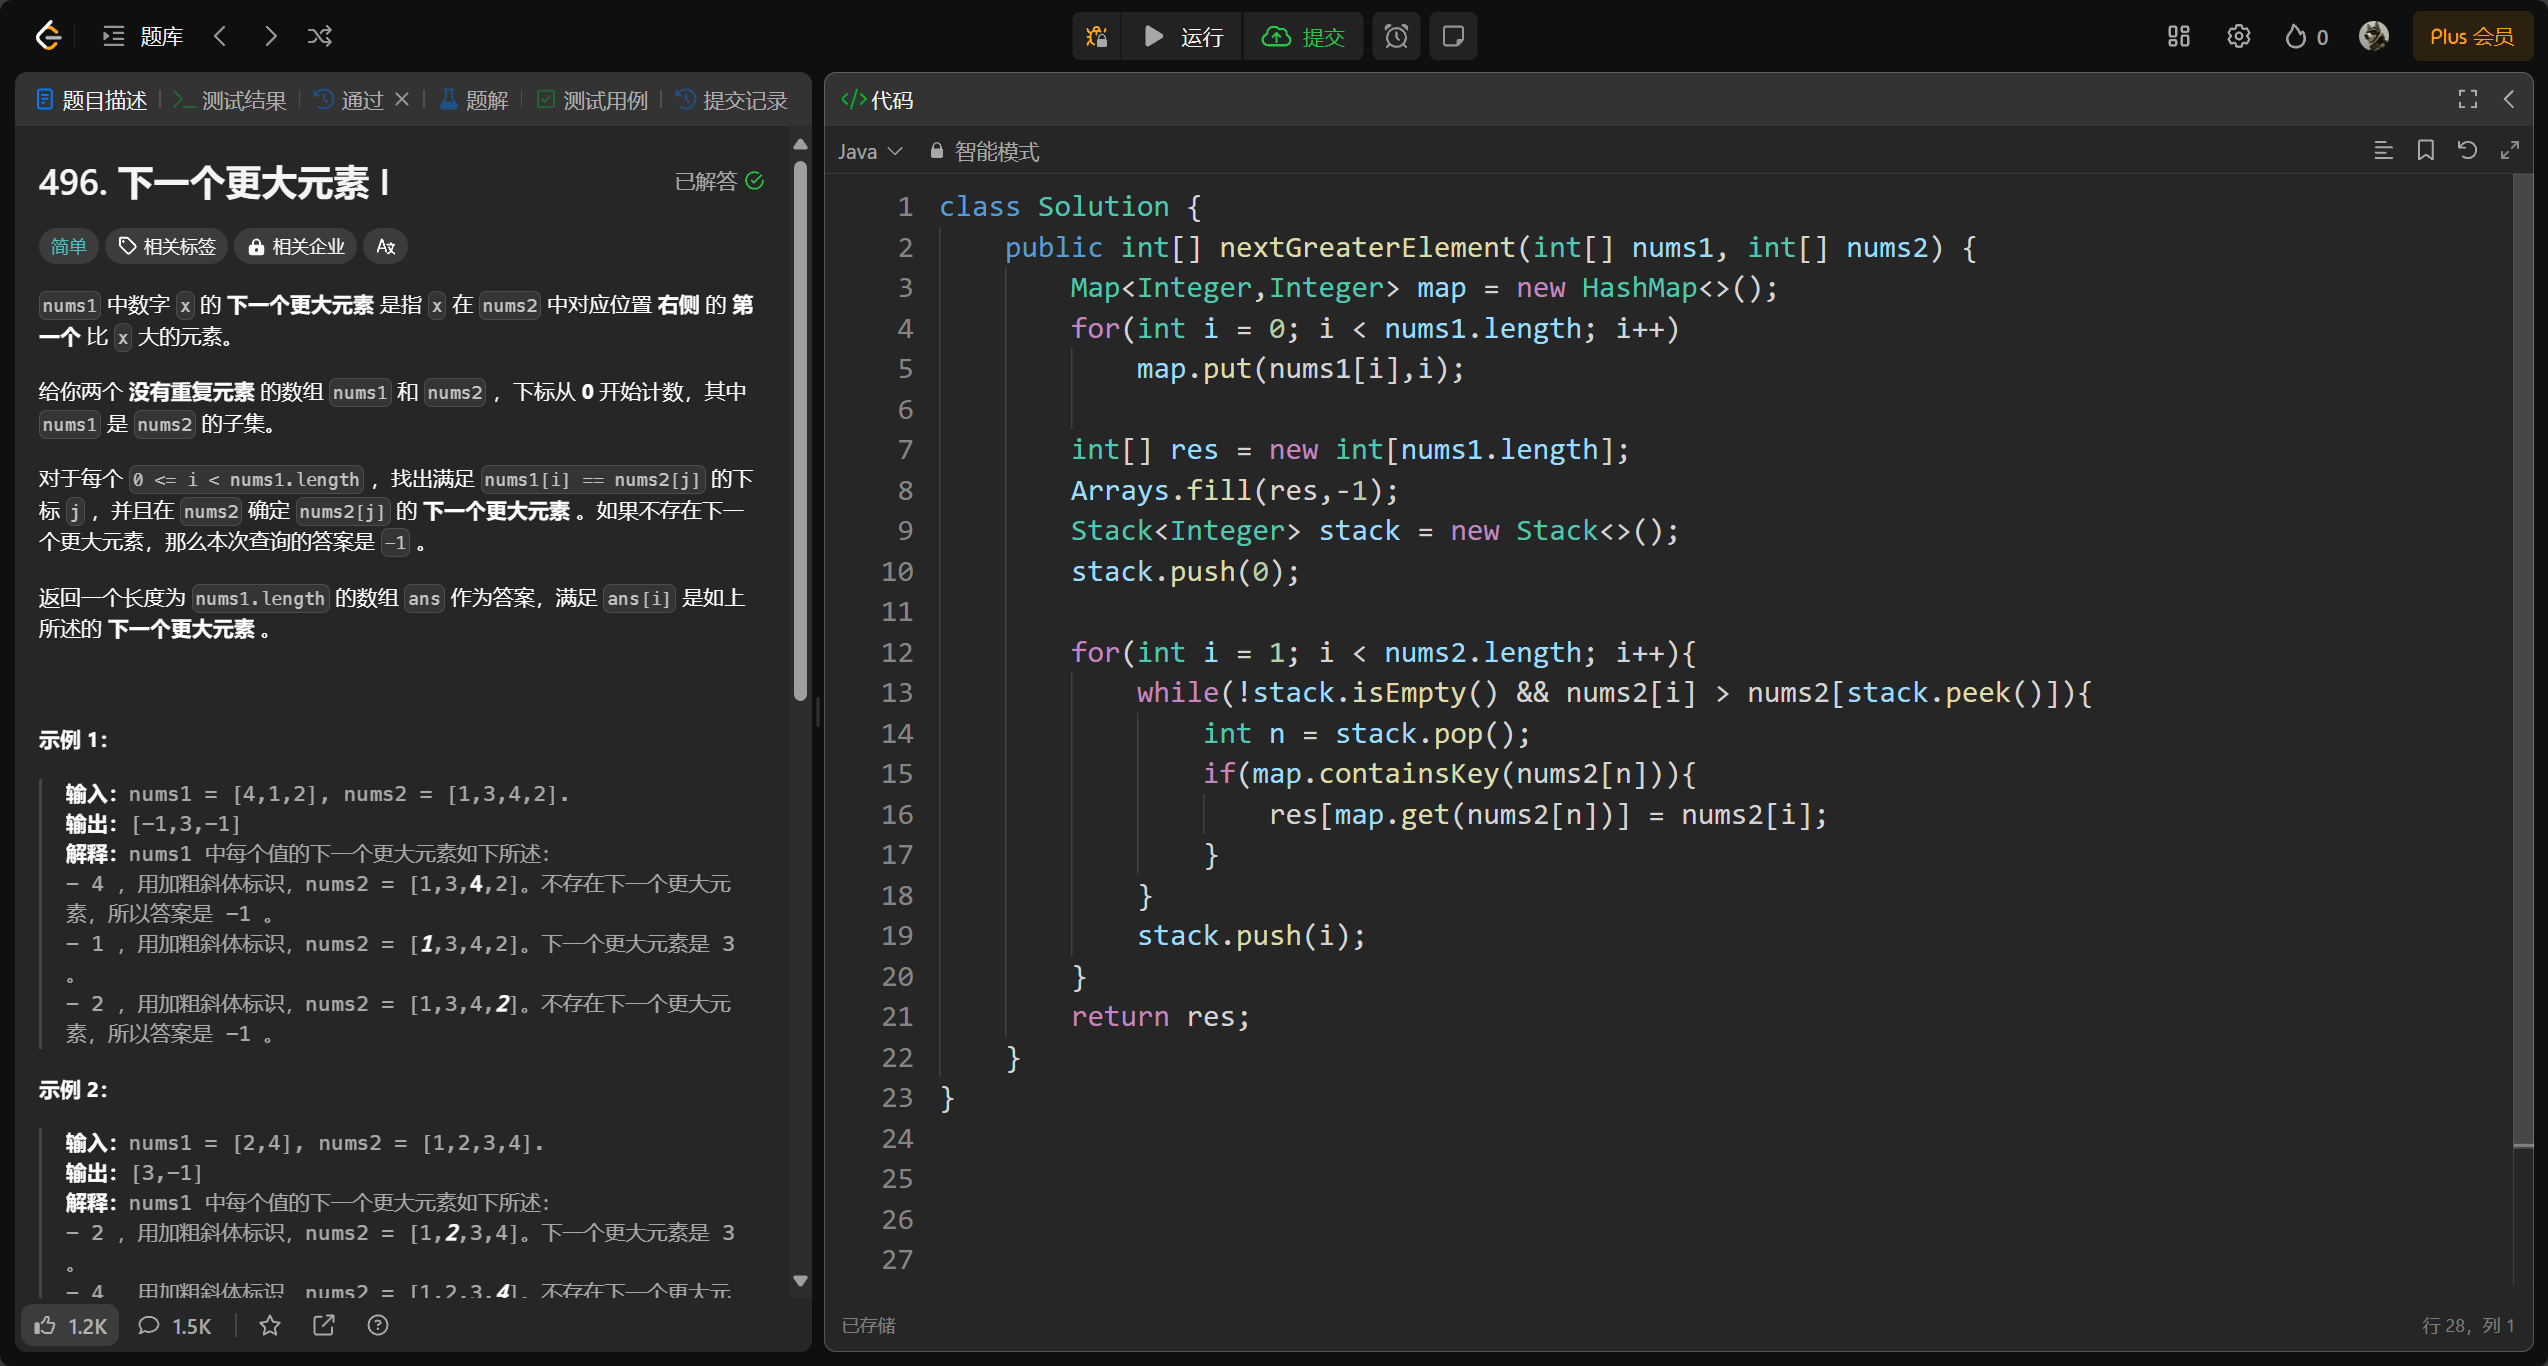 题库
运行
提交
0
Plus 会员
题目描述
测试结果
通过
题解
测试用例
提交记录
496. 下一个更大元素 I
已解答
简单
相关标签
相关企业
nums1 中数字 x 的 下一个更大元素 是指 x 在 nums2 中对应位置 右侧 的 第
一个 比 x 大的元素。
给你两个 没有重复元素 的数组 nums1 和 nums2 ，下标从 0 开始计数，其中
nums1 是 nums2 的子集。
对于每个 0 <= i < nums1.length ，找出满足 nums1[i] == nums2[j] 的下
标 j ，并且在 nums2 确定 nums2[j] 的 下一个更大元素 。如果不存在下一
个更大元素，那么本次查询的答案是 -1 。
返回一个长度为 nums1.length 的数组 ans 作为答案，满足 ans[i] 是如上
所述的 下一个更大元素 。
示例 1：
输入：nums1 = [4,1,2], nums2 = [1,3,4,2].
输出：[-1,3,-1]
解释：nums1 中每个值的下一个更大元素如下所述：
- 4 ，用加粗斜体标识，nums2 = [1,3,4,2]。不存在下一个更大元
素，所以答案是 -1 。
- 1 ，用加粗斜体标识，nums2 = [1,3,4,2]。下一个更大元素是 3
。
- 2 ，用加粗斜体标识，nums2 = [1,3,4,2]。不存在下一个更大元
素，所以答案是 -1 。
示例 2：
输入：nums1 = [2,4], nums2 = [1,2,3,4].
输出：[3,-1]
解释：nums1 中每个值的下一个更大元素如下所述：
- 2 ，用加粗斜体标识，nums2 = [1,2,3,4]。下一个更大元素是 3
。
- 4 ，用加粗斜体标识，nums2 = [1,2,3,4]。不存在下一个更大元
1.2K
1.5K
代码
Java
智能模式
1 class Solution {
2     public int[] nextGreaterElement(int[] nums1, int[] nums2) {
3         Map<Integer,Integer> map = new HashMap<>();
4         for(int i = 0; i < nums1.length; i++)
5             map.put(nums1[i],i);
6
7         int[] res = new int[nums1.length];
8         Arrays.fill(res,-1);
9         Stack<Integer> stack = new Stack<>();
10         stack.push(0);
11
12         for(int i = 1; i < nums2.length; i++){
13             while(!stack.isEmpty() && nums2[i] > nums2[stack.peek()]){
14                 int n = stack.pop();
15                 if(map.containsKey(nums2[n])){
16                     res[map.get(nums2[n])] = nums2[i];
17                 }
18             }
19             stack.push(i);
20         }
21         return res;
22     }
23 }
24
25
26
27
已存储
行 28，列 1